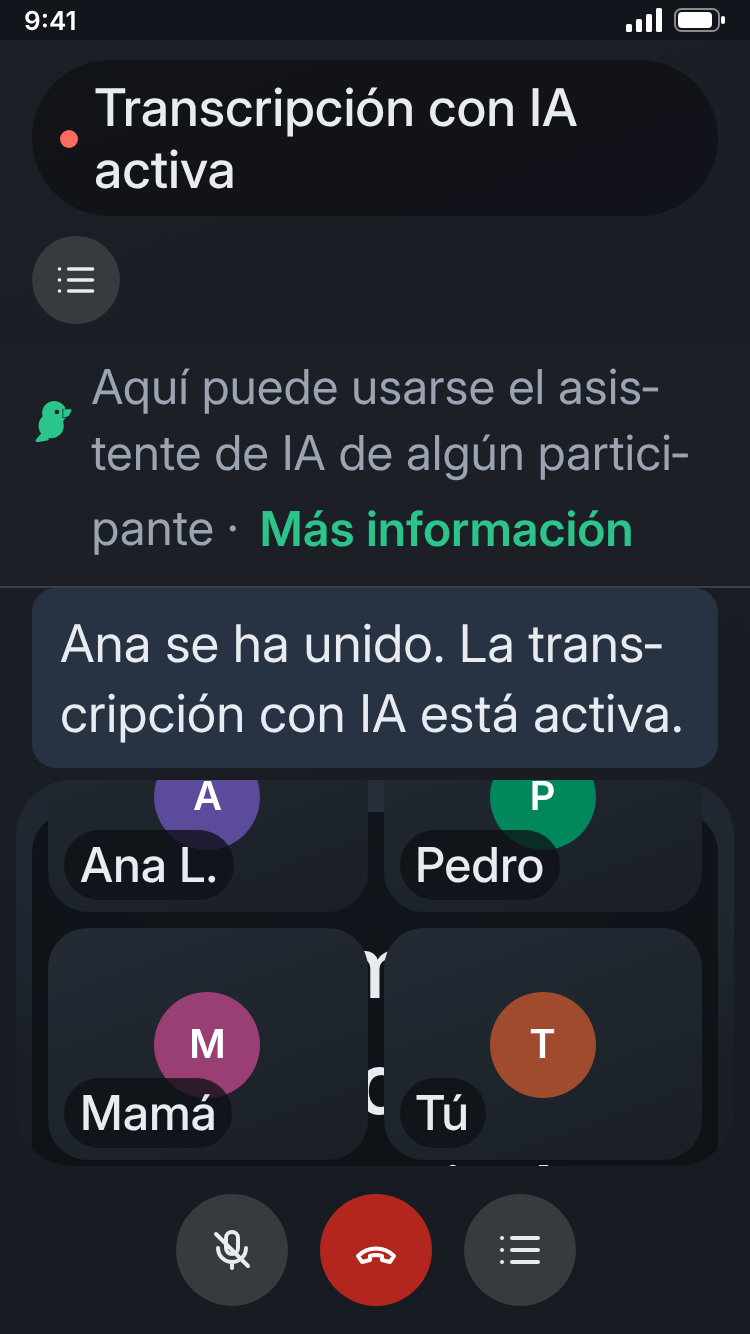 9:41
Transcripción con IA
activa
Aquí puede usarse el asis-
tente de IA de algún partici-
pante · Más información
Ana se ha unido. La trans-
cripción con IA está activa.
A
P
Ana L.
Pedro
M
T
Mamá
Tú